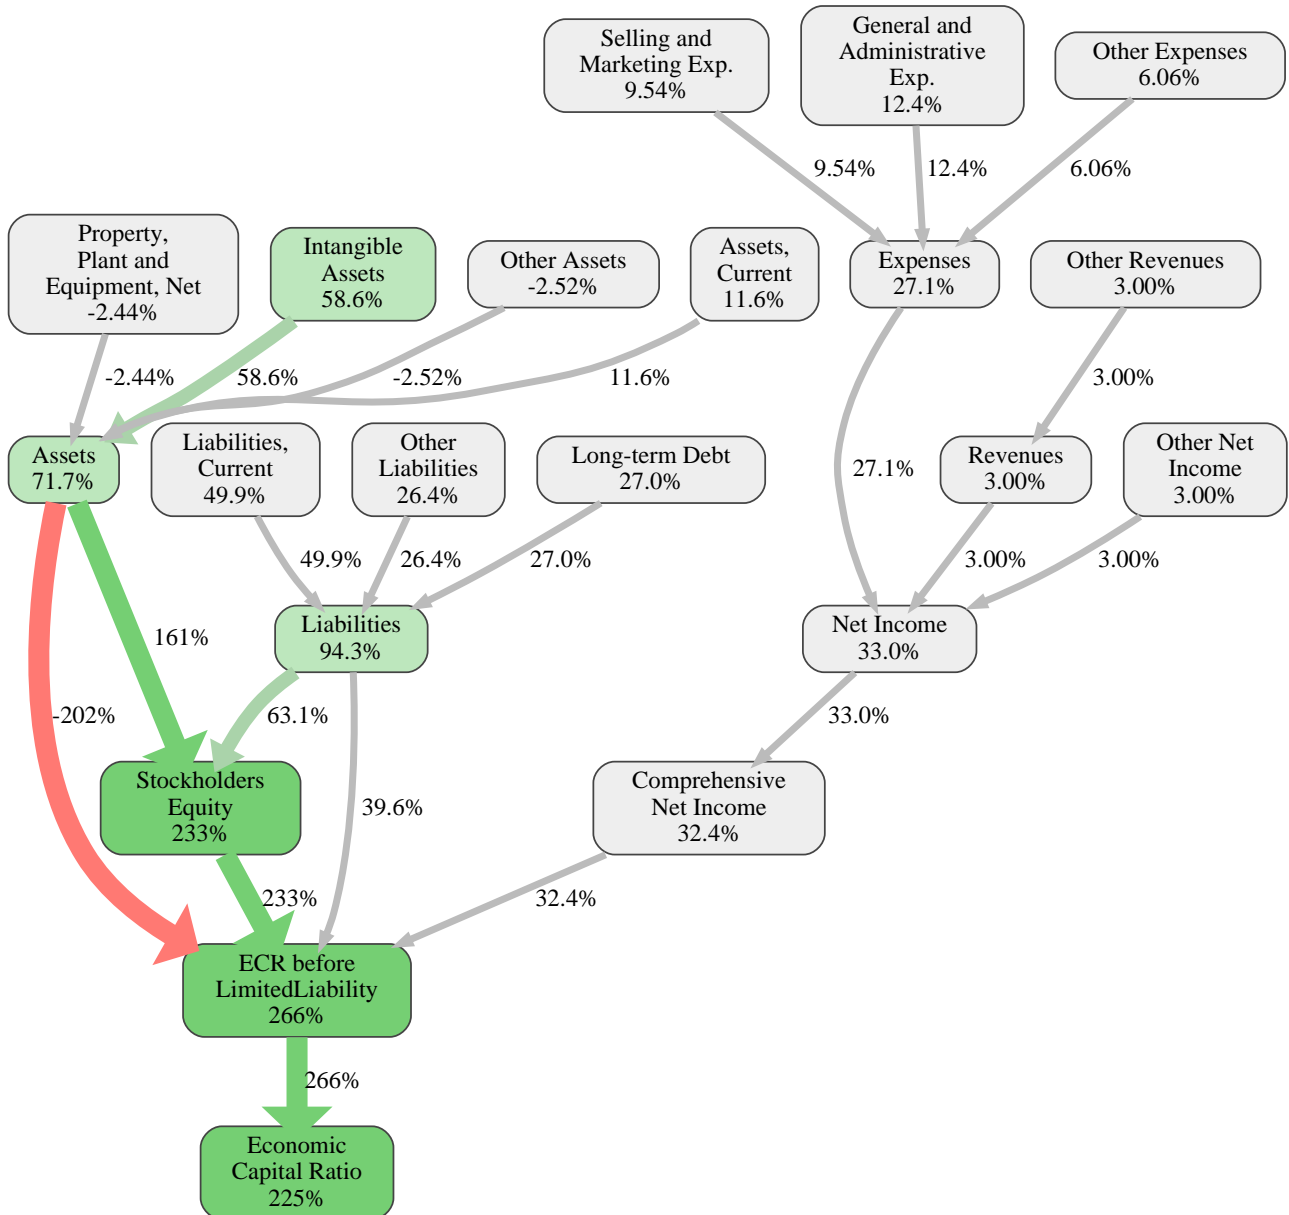 Selling and
Marketing Exp.
9.54%
General and
Administrative
Exp.
12.4%
Other Expenses
6.06%
9.54%
12.4%
6.06%
Property,
Plant and
Equipment, Net
-2.44%
Intangible
Assets
58.6%
Other Assets
-2.52%
Assets,
Current
11.6%
Expenses
27.1%
Other Revenues
3.00%
-2.44%
58.6%
-2.52%
11.6%
3.00%
Assets
71.7%
Liabilities,
Current
49.9%
Other
Liabilities
26.4%
Long-term Debt
27.0%
27.1%
Revenues
3.00%
Other Net
Income
3.00%
49.9%
26.4%
27.0%
3.00%
3.00%
161%
Liabilities
94.3%
Net Income
33.0%
-202%
63.1%
33.0%
Stockholders
Equity
233%
39.6%
Comprehensive
Net Income
32.4%
233%
32.4%
ECR before
LimitedLiability
266%
266%
Economic
Capital Ratio
225%